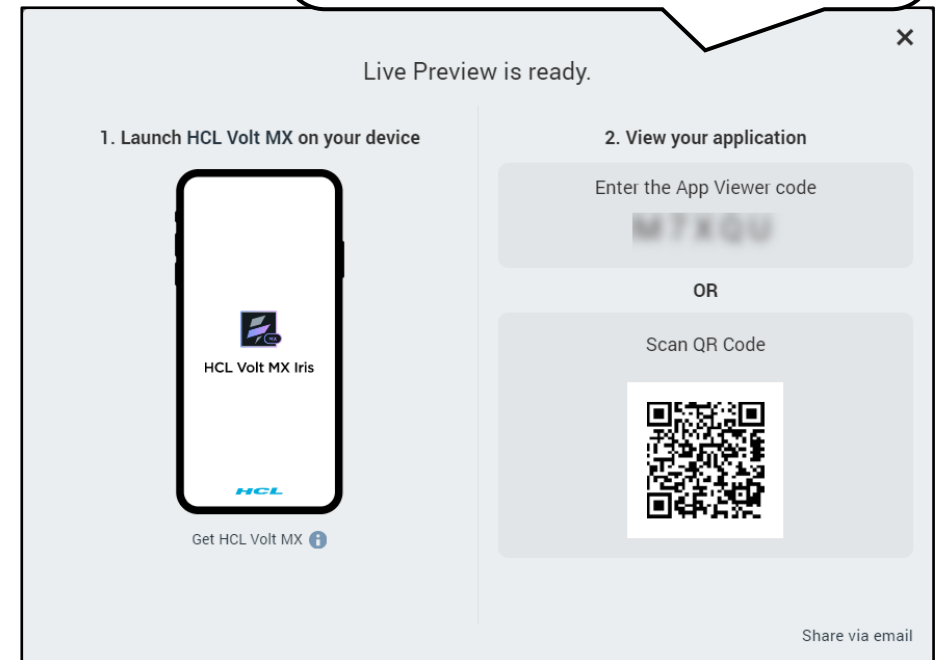 Live Preview is ready.
1. Launch HCL Volt MX on your device
HCL Volt MX Iris
HCL
Get HCL Volt MX
2. View your application
Enter the App Viewer code
OR
Scan QR Code
Share via email